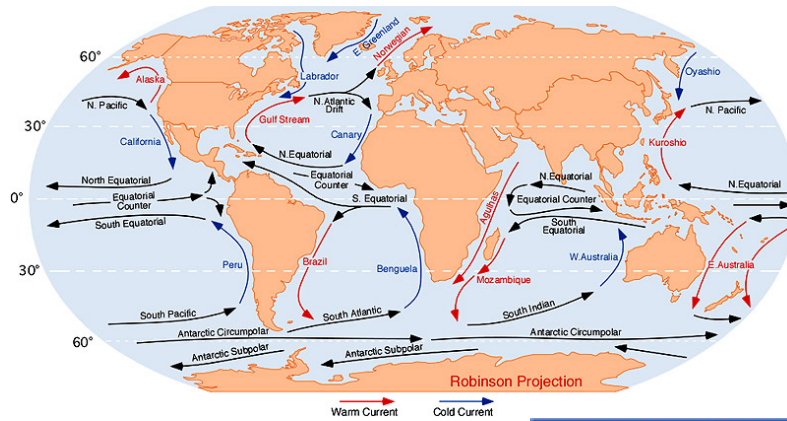 60°
30°
0°
30°
60°
Alaska
N. Pacific
California
North Equatorial
Equatorial
Counter
South Equatorial
Peru
South Pacific
Antarctic Circumpolar
Antarctic Subpolar
Labrador
E. Greenland
Norwegian
N. Atlantic
Drift
Gulf Stream
Canary
N. Equatorial
Equatorial
Counter
S. Equatorial
Brazil
Benguela
South Atlantic
Antarctic Subpolar
Agulhas
Mozambique
N. Equatorial
Equatorial Counter
South
Equatorial
W. Australia
South Indian
Antarctic Circumpolar
Oyashio
N. Pacific
Kuroshio
N. Equatorial
E. Australia
Robinson Projection
Warm Current
Cold Current